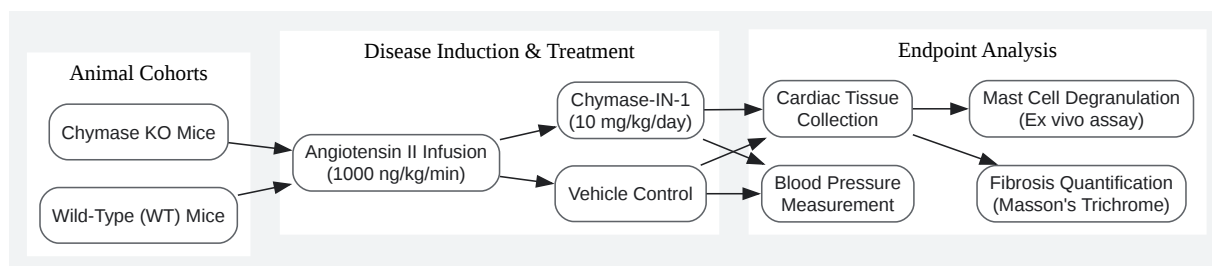 Animal Cohorts
Chymase KO Mice
Wild-Type (WT) Mice
Disease Induction & Treatment
Angiotensin II Infusion
(1000 ng/kg/min)
Chymase-IN-1
(10 mg/kg/day)
Vehicle Control
Endpoint Analysis
Cardiac Tissue
Collection
Blood Pressure
Measurement
Mast Cell Degranulation
(Ex vivo assay)
Fibrosis Quantification
(Masson's Trichrome)